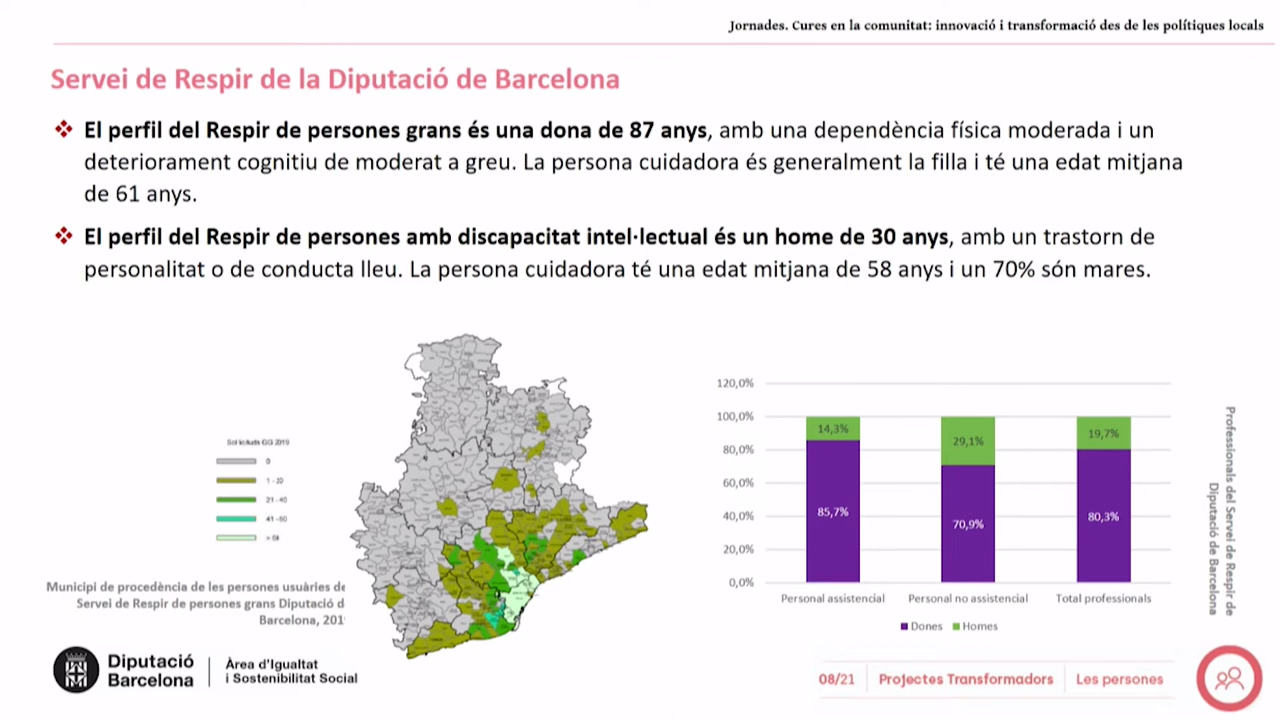 Jornades. Cures en la comunitat: innovació i transformació des de les polítiques locals
Servei de Respir de la Diputació de Barcelona
❖ El perfil del Respir de persones grans és una dona de 87 anys, amb una dependència física moderada i un
deteriorament cognitiu de moderat a greu. La persona cuidadora és generalment la filla i té una edat mitjana
de 61 anys.
❖ El perfil del Respir de persones amb discapacitat intel·lectual és un home de 30 anys, amb un trastorn de
personalitat o de conducta lleu. La persona cuidadora té una edat mitjana de 58 anys i un 70% són mares.
GG 2019
0
1 - 20
21 - 40
Municipi de procedència de les persones usuàries de
Servei de Respir de persones grans Diputació d
Barcelona, 201
120,0%
100,0%
80,0%
60,0%
40,0%
20,0%
0,0%
14,3%
29,1%
19,7%
85,7%
70,9%
80,3%
Personal assistencial
Personal no assistencial
Total professionals
Dones
Homes
Professionals del Servei de Respir de
Diputació de Barcelona
Diputació
Barcelona
Àrea d'Igualtat
i Sostenibilitat Social
08/21
Projectes Transformadors
Les persones